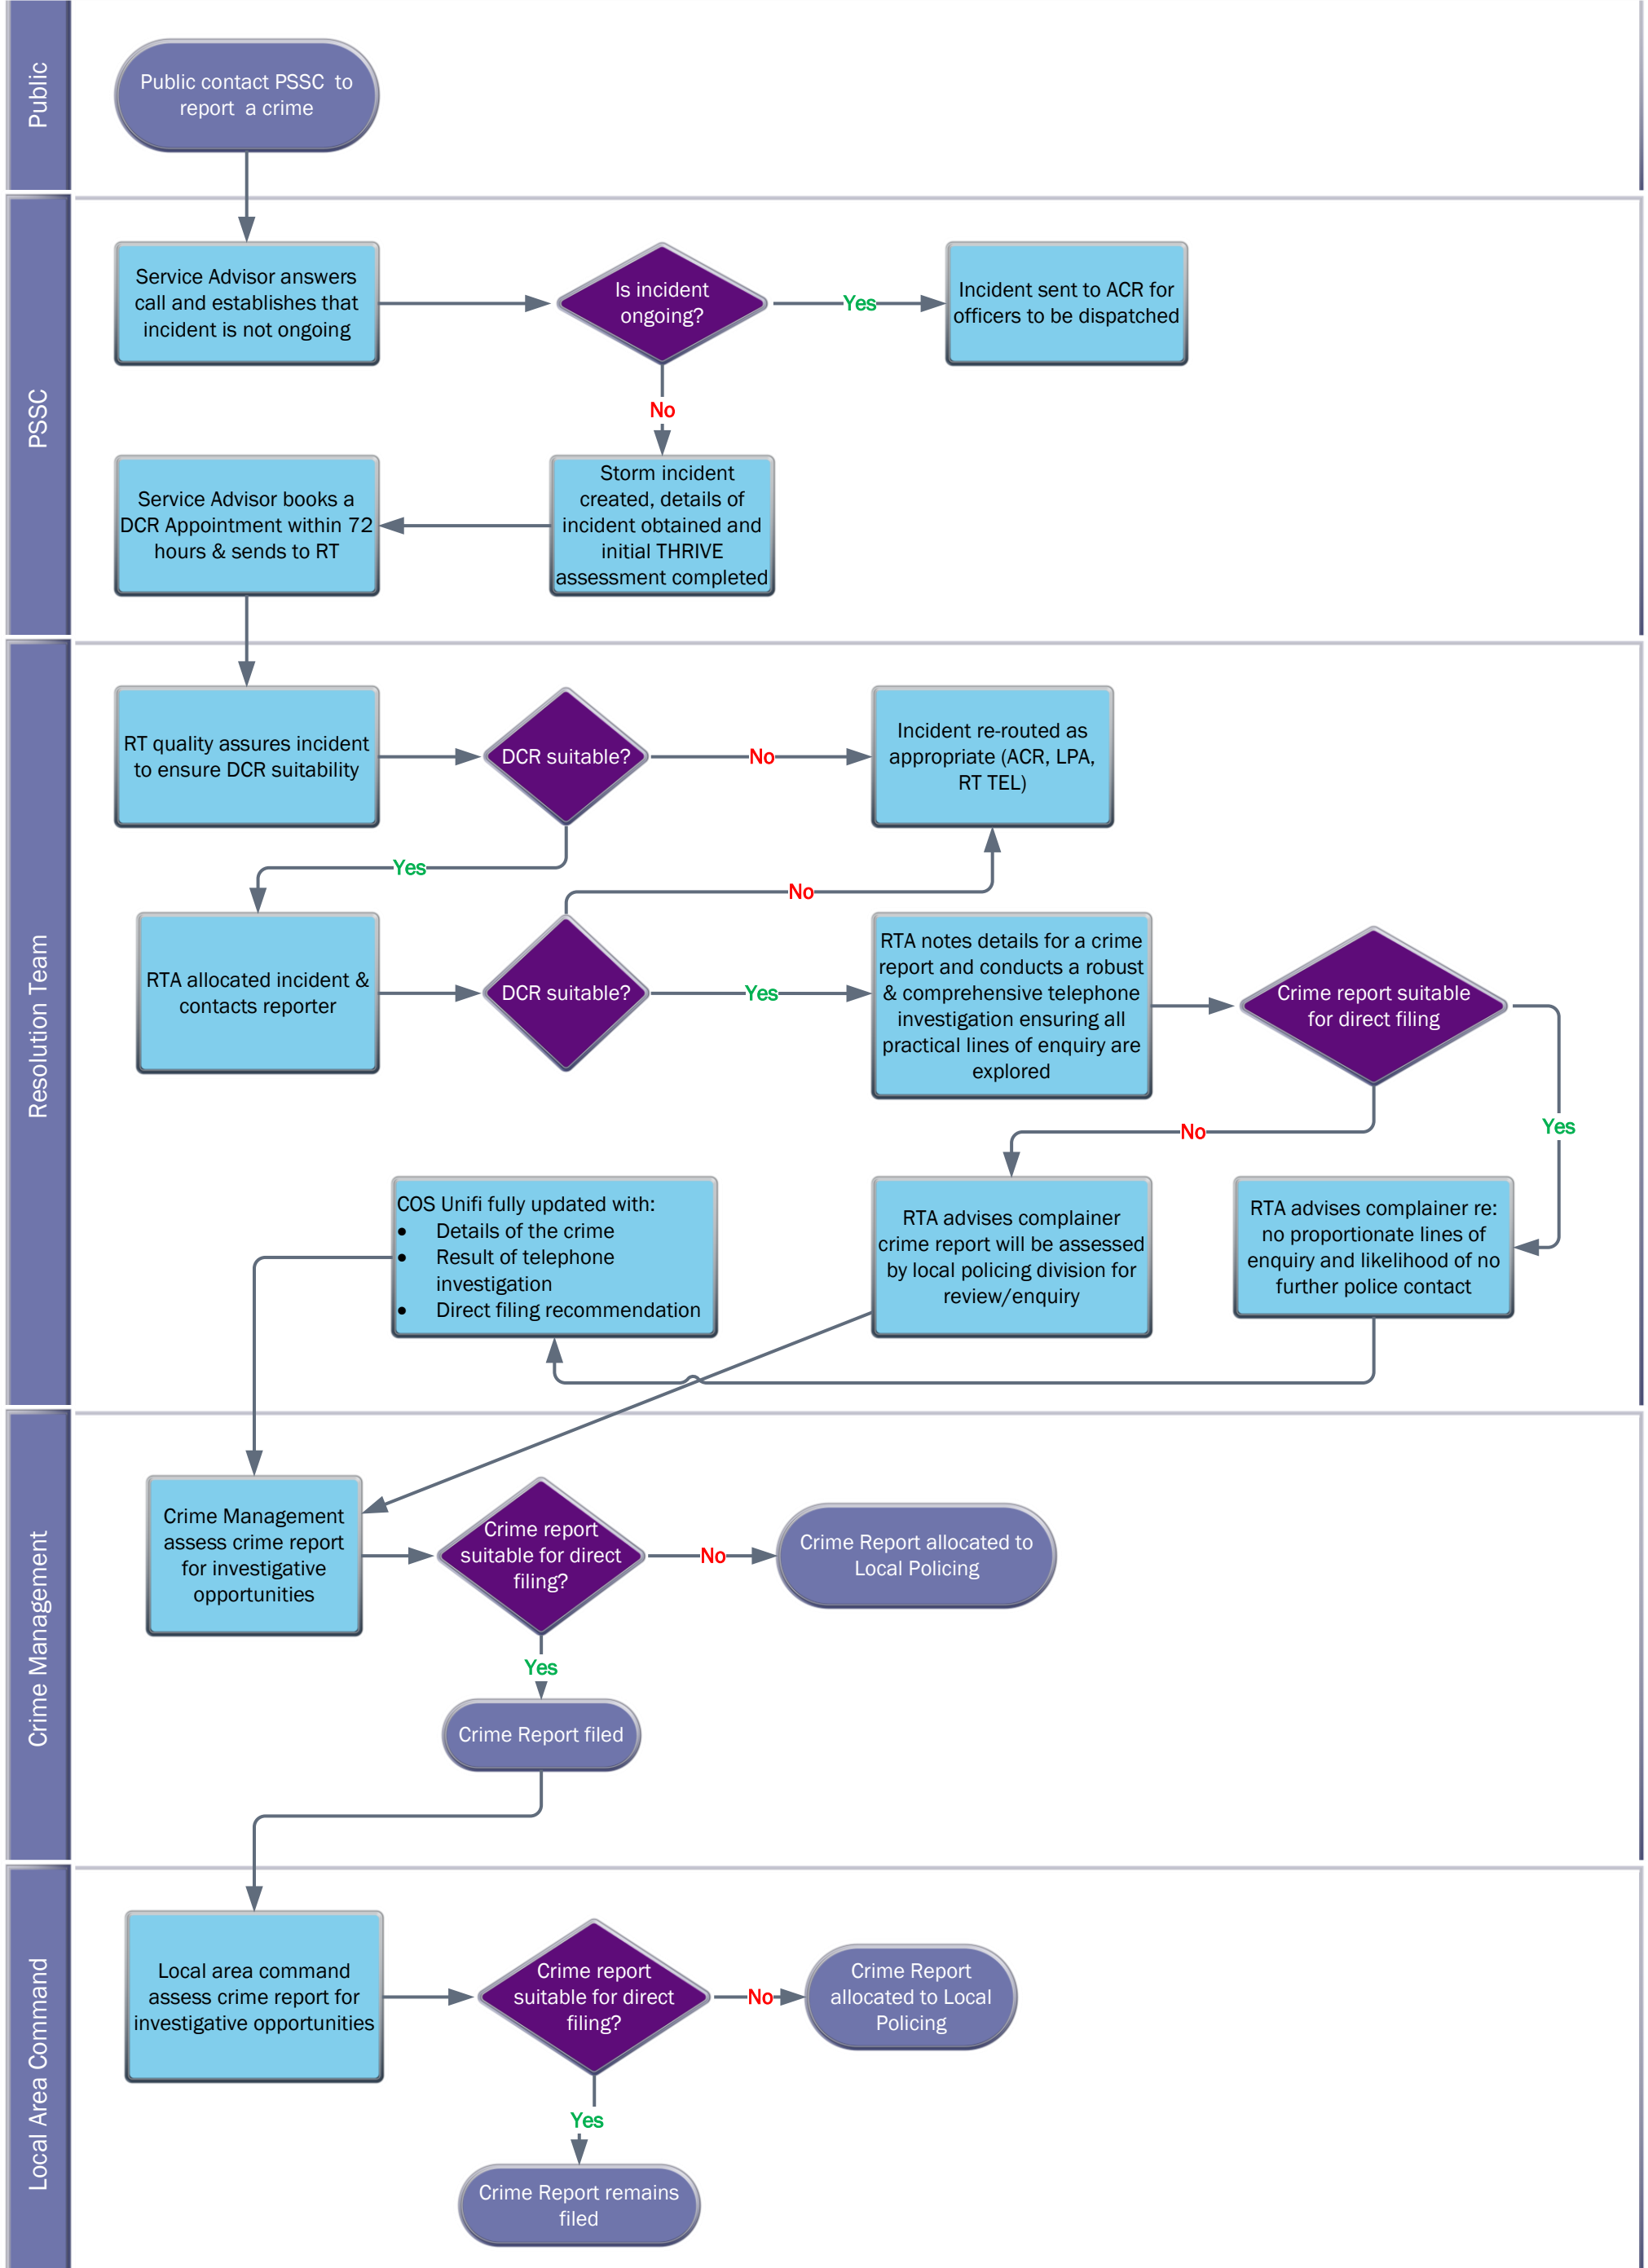 Public
Public contact PSSC to
report a crime
PSSC
Service Advisor answers
call and establishes that
incident is not ongoing
Is incident
ongoing?
Yes
Incident sent to ACR for
officers to be dispatched
No
Storm incident
created, details of
incident obtained and
initial THRIVE
assessment completed
Service Advisor books a
DCR Appointment within 72
hours & sends to RT
Resolution Team
RT quality assures incident
to ensure DCR suitability
DCR suitable?
No
Incident re-routed as
appropriate (ACR, LPA,
RT TEL)
Yes
No
RTA allocated incident &
contacts reporter
DCR suitable?
Yes
RTA notes details for a crime
report and conducts a robust
& comprehensive telephone
investigation ensuring all
practical lines of enquiry are
explored
Crime report suitable
for direct filing
No
Yes
COS Unifi fully updated with:
● Details of the crime
● Result of telephone
investigation
● Direct filing recommendation
RTA advises complainer
crime report will be assessed
by local policing division for
review/enquiry
RTA advises complainer re:
no proportionate lines of
enquiry and likelihood of no
further police contact
Crime Management
Crime Management
assess crime report
for investigative
opportunities
Crime report
suitable for direct
filing?
No
Crime Report allocated to
Local Policing
Yes
Crime Report filed
Local Area Command
Local area command
assess crime report for
investigative opportunities
Crime report
suitable for direct
filing?
No
Crime Report
allocated to Local
Policing
Yes
Crime Report remains
filed